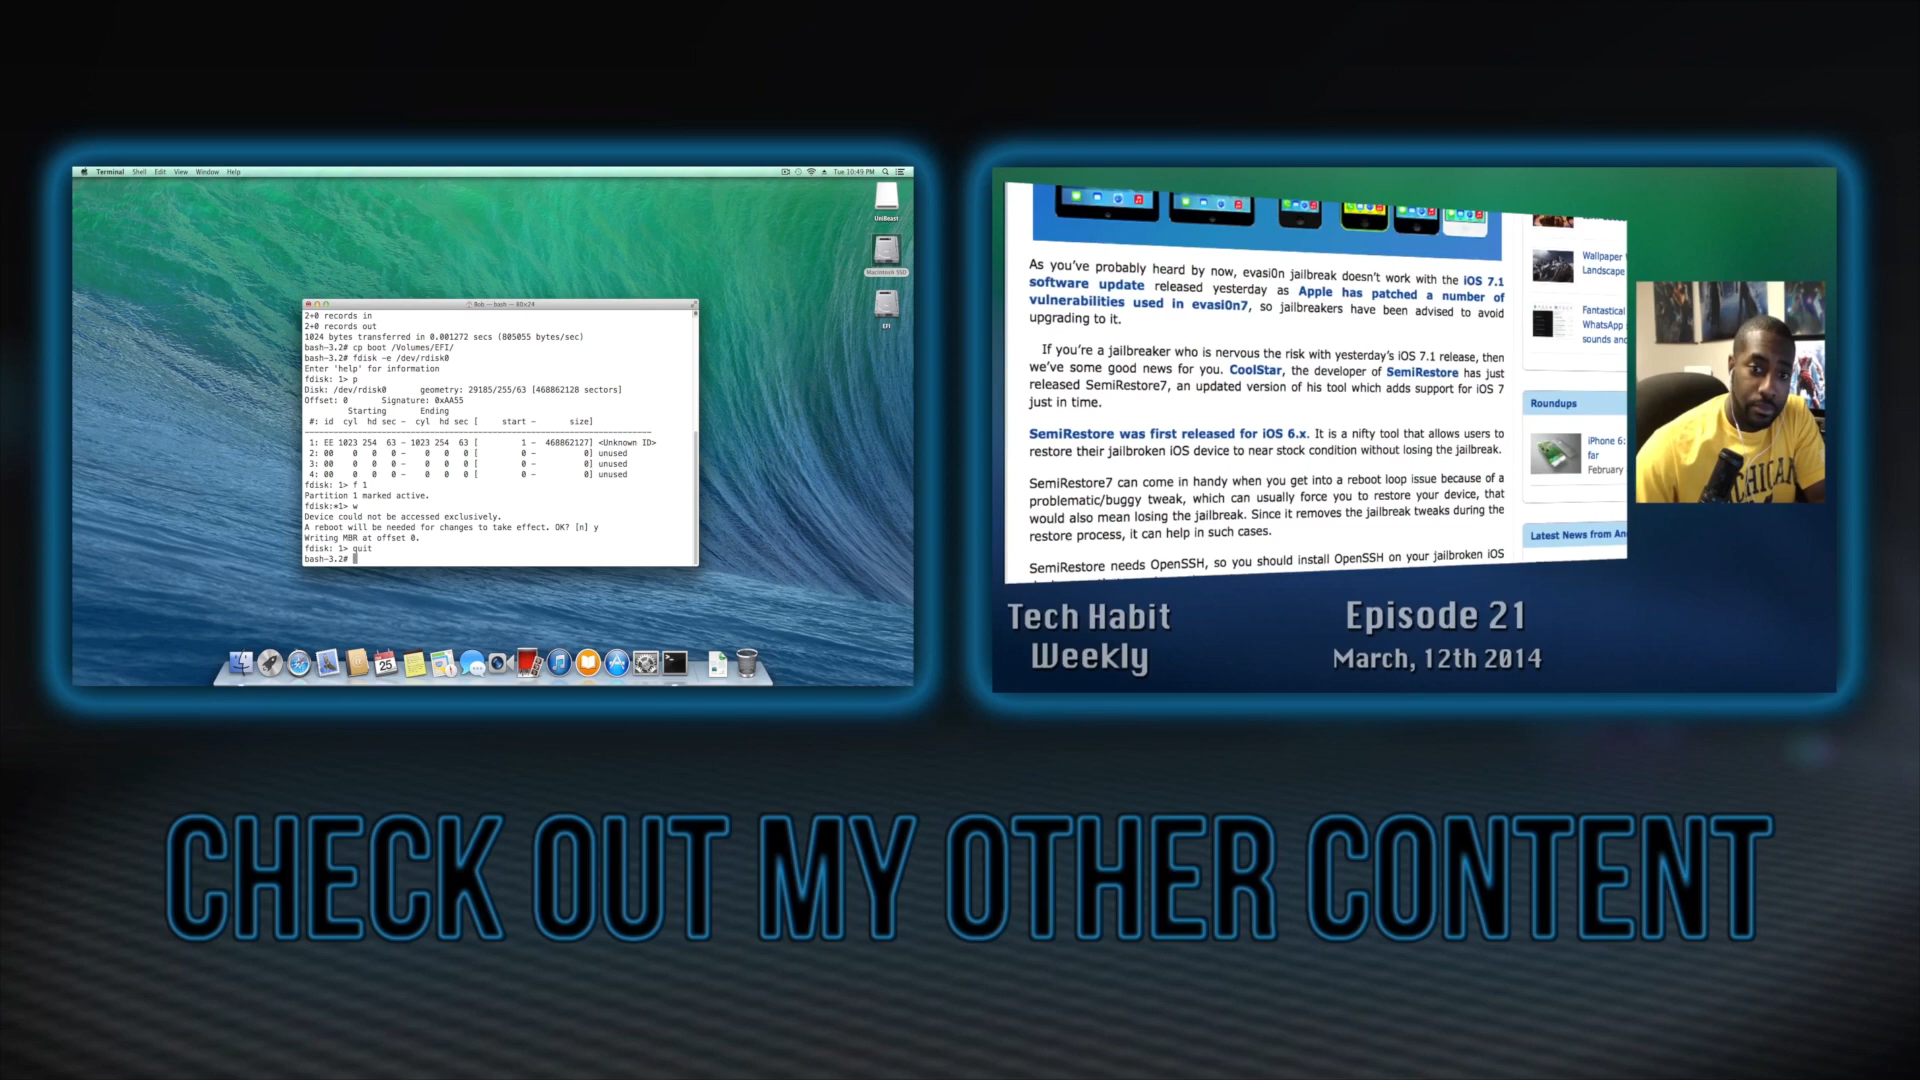 Terminal Shell Edit View Window Help
Tue 10:49 PM
UniBeast
Macintosh SSD
EFI
Bob — bash — 80x24
2+0 records in
2+0 records out
1024 bytes transferred in 0.001272 secs (805055 bytes/sec)
bash-3.2# cp boot /Volumes/EFI/
bash-3.2# fdisk -e /dev/rdisk0
Enter 'help' for information
fdisk: 1> p
Disk: /dev/rdisk0 geometry: 29185/255/63 [468862128 sectors]
Offset: 0 Signature: 0xAA55
Starting Ending
#: id cyl hd sec - cyl hd sec [ start - size]
1: EE 1023 254 63 - 1023 254 63 [ 1 - 468862127] <Unknown ID>
2: 00 0 0 0 - 0 0 0 [ 0 - 0] unused
3: 00 0 0 0 - 0 0 0 [ 0 - 0] unused
4: 00 0 0 0 - 0 0 0 [ 0 - 0] unused
fdisk: 1> f 1
Partition 1 marked active.
fdisk:*1> w
Device could not be accessed exclusively.
A reboot will be needed for changes to take effect. OK? [n] y
Writing MBR at offset 0.
fdisk: 1> quit
bash-3.2#
25
As you've probably heard by now, evasi0n jailbreak doesn't work with the iOS 7.1
software update released yesterday as Apple has patched a number of
vulnerabilities used in evasi0n7, so jailbreakers have been advised to avoid
upgrading to it.
If you're a jailbreaker who is nervous the risk with yesterday's iOS 7.1 release, then
we've some good news for you. CoolStar, the developer of SemiRestore has just
released SemiRestore7, an updated version of his tool which adds support for iOS 7
just in time.
SemiRestore was first released for iOS 6.x. It is a nifty tool that allows users to
restore their jailbroken iOS device to near stock condition without losing the jailbreak.
SemiRestore7 can come in handy when you get into a reboot loop issue because of a
problematic/buggy tweak, which can usually force you to restore your device, that
would also mean losing the jailbreak. Since it removes the jailbreak tweaks during the
restore process, it can help in such cases.
SemiRestore needs OpenSSH, so you should install OpenSSH on your jailbroken iOS
Wallpaper
Landscape
Fantastical
WhatsApp
sounds and
Roundups
iPhone 6:
far
February
Latest News from An
MICHIGAN
Tech Habit
Weekly
Episode 21
March, 12th 2014
CHECK OUT MY OTHER CONTENT